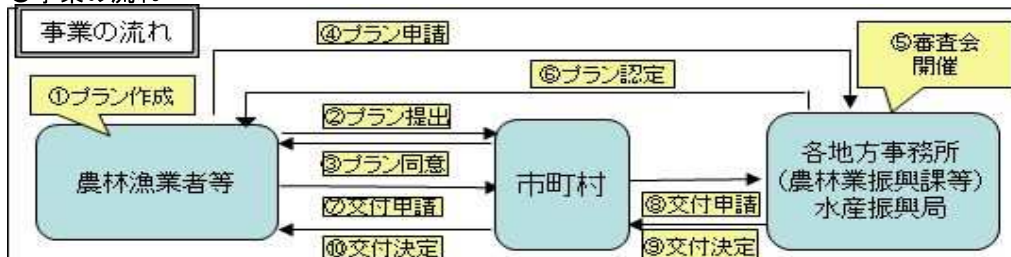 事業の流れ
④プラン申請
⑤審査会
開催
⑥プラン認定
①プラン作成
②プラン提出
③プラン同意
農林漁業者等
市町村
各地方事務所
(農林業振興課等)
水産振興局
⑦交付申請
⑧交付申請
⑩交付決定
⑨交付決定